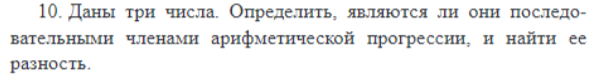 10. Даны три числа. Определить, являются ли они последо-
вательными членами арифметической прогрессии, и найти ее
разность.